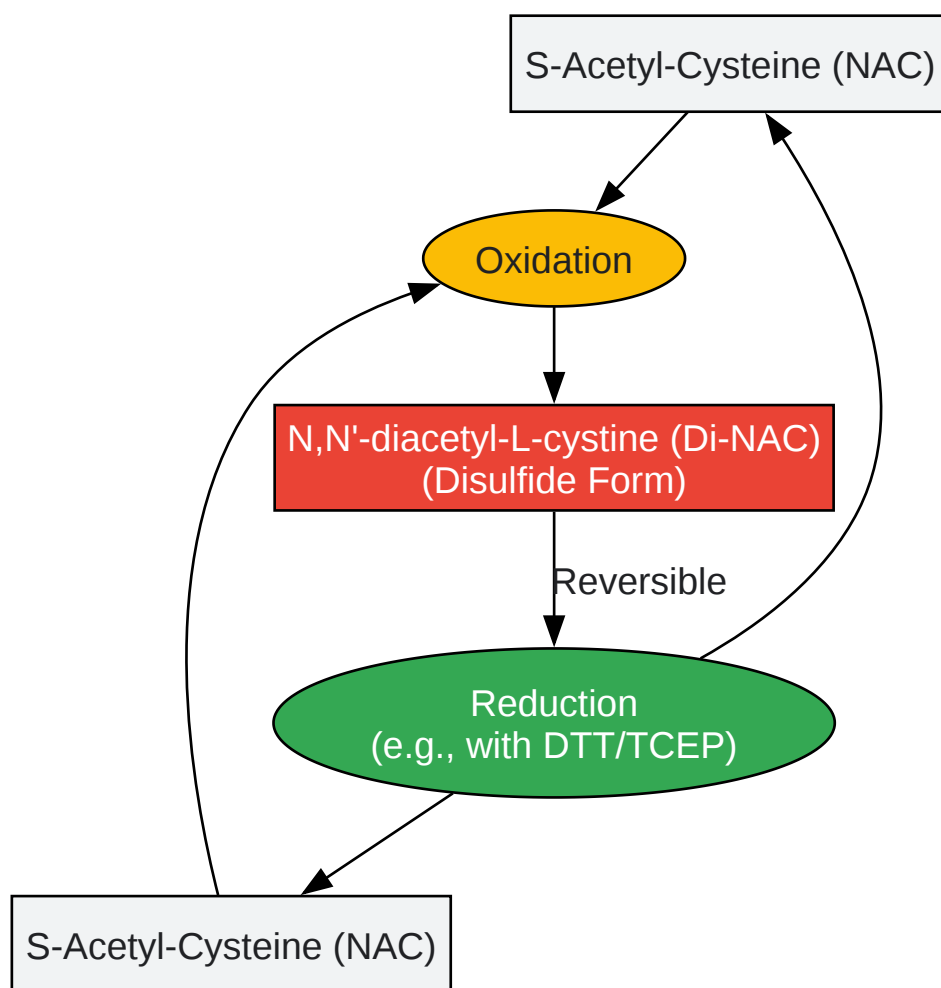 S-Acetyl-Cysteine (NAC)
Oxidation
N,N'-diacetyl-L-cystine (Di-NAC)
(Disulfide Form)
Reversible
Reduction
(e.g., with DTT/TCEP)
S-Acetyl-Cysteine (NAC)